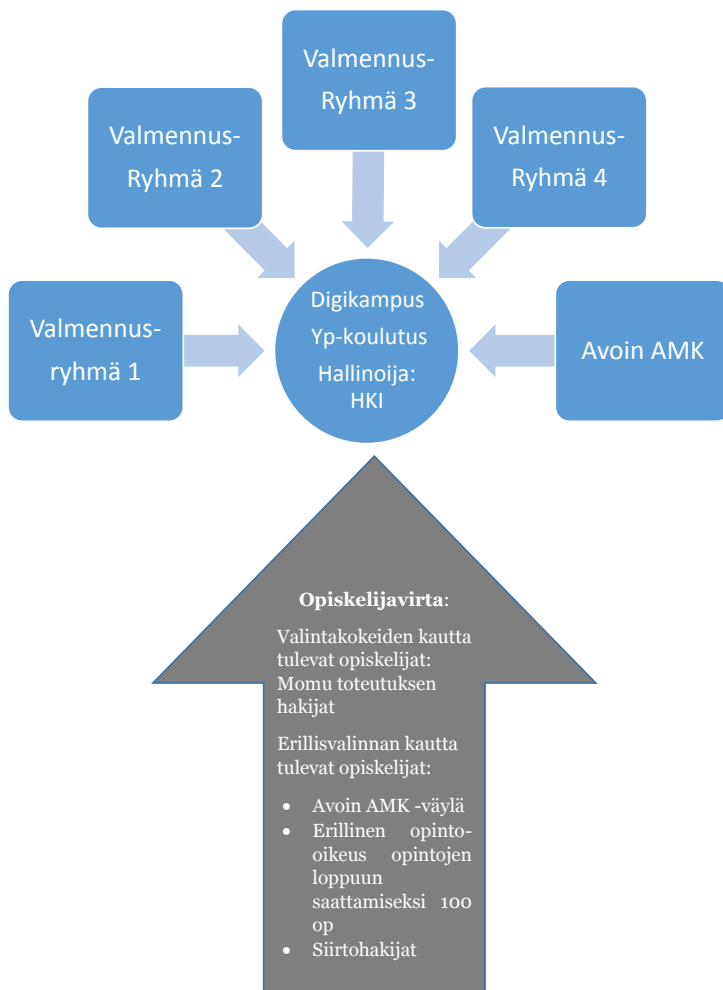 Valmennus-
Ryhmä 3
Valmennus-
Ryhmä 2
Valmennus-
Ryhmä 4
Valmennus-
ryhmä 1
Digikampus
Yp-koulutus
Hallinoija:
HKI
Avoin AMK
Opiskelijavirta:
Valintakokeiden kautta
tulevat opiskelijat:
Momu toteutuksen
hakijat
Erillisvalinnan kautta
tulevat opiskelijat:
• Avoin AMK -väylä
• Erillinen opinto-
oikeus opintojen
loppuun
saattamiseksi 100
op
• Siirtohakijat